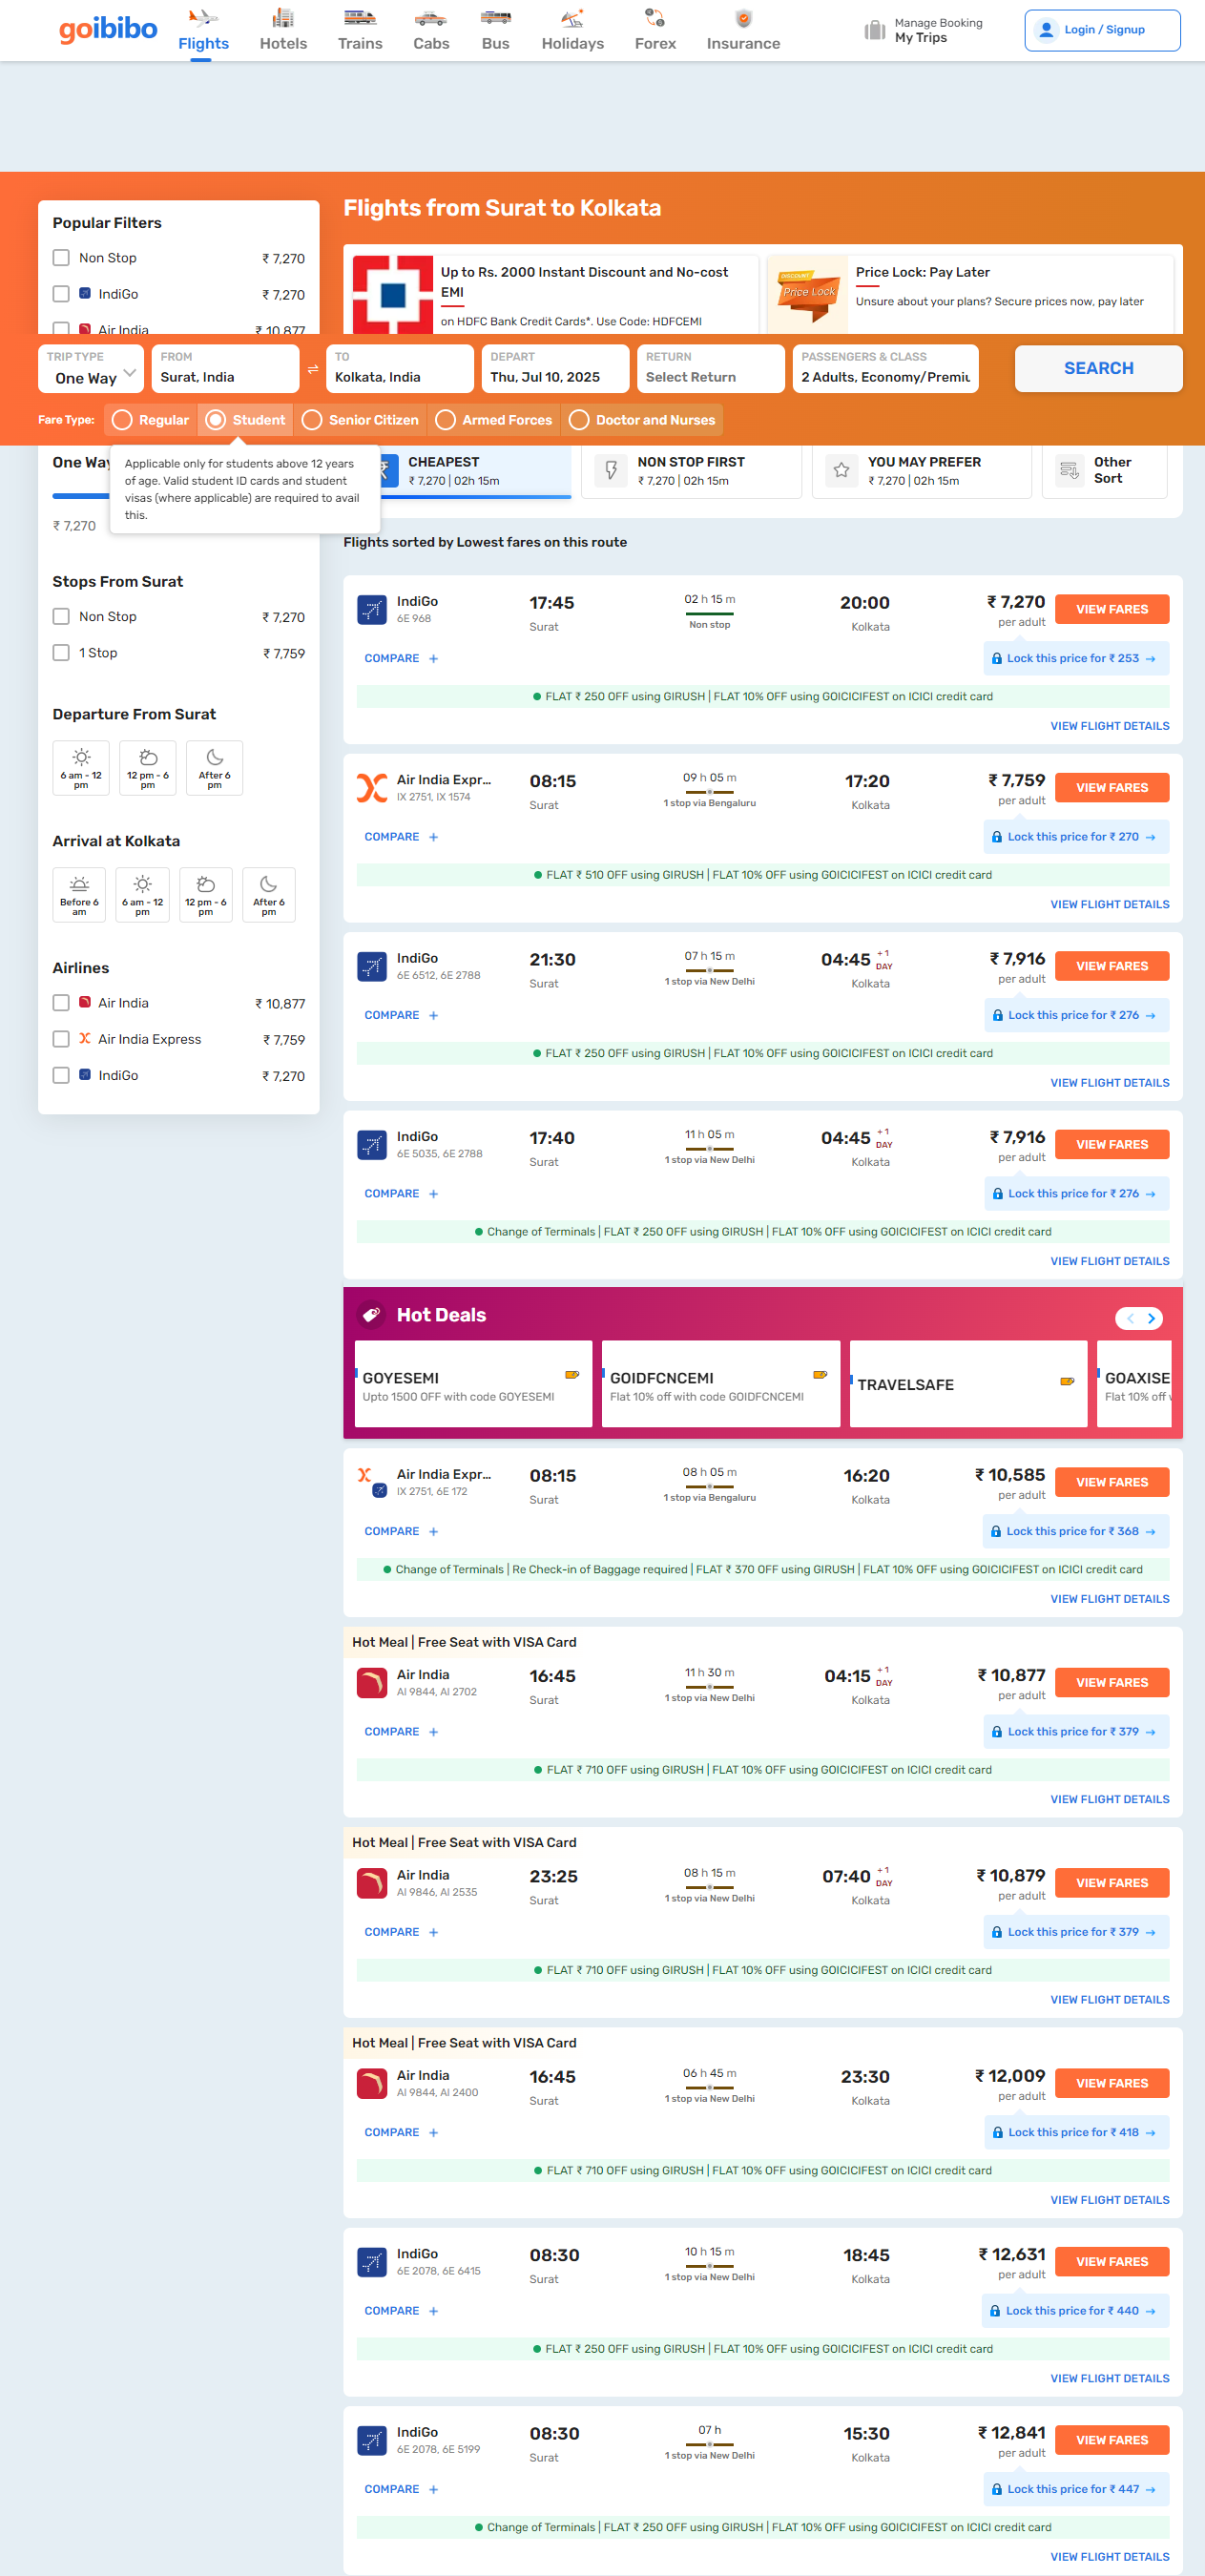 goibibo
Flights
Hotels
Trains
Cabs
Bus
Holidays
Forex
Insurance
Manage Booking
My Trips
Login / Signup
Popular Filters
Non Stop ₹ 7,270
IndiGo ₹ 7,270
Air India ₹ 10,877
Flights from Surat to Kolkata
Up to Rs. 2000 Instant Discount and No-cost
EMI
on HDFC Bank Credit Cards*. Use Code: HDFCEMI
DISCOUNT
Price Lock
Price Lock: Pay Later
Unsure about your plans? Secure prices now, pay later
TRIP TYPE
One Way
FROM
Surat, India
TO
Kolkata, India
DEPART
Thu, Jul 10, 2025
RETURN
Select Return
PASSENGERS & CLASS
2 Adults, Economy/Premiu
SEARCH
Fare Type:
Regular
Student
Senior Citizen
Armed Forces
Doctor and Nurses
One Way
₹ 7,270
Applicable only for students above 12 years
of age. Valid student ID cards and student
visas (where applicable) are required to avail
this.
₹
CHEAPEST
₹ 7,270 | 02h 15m
NON STOP FIRST
₹ 7,270 | 02h 15m
YOU MAY PREFER
₹ 7,270 | 02h 15m
Other
Sort
Stops From Surat
Non Stop ₹ 7,270
1 Stop ₹ 7,759
Departure From Surat
6 am - 12
pm
12 pm - 6
pm
After 6
pm
Arrival at Kolkata
Before 6
am
6 am - 12
pm
12 pm - 6
pm
After 6
pm
Airlines
Air India ₹ 10,877
Air India Express ₹ 7,759
IndiGo ₹ 7,270
Flights sorted by Lowest fares on this route
IndiGo
6E 968
17:45
Surat
02 h 15 m
Non stop
20:00
Kolkata
₹ 7,270
per adult
VIEW FARES
COMPARE +
Lock this price for ₹ 253 →
FLAT ₹ 250 OFF using GIRUSH | FLAT 10% OFF using GOICICIFEST on ICICI credit card
VIEW FLIGHT DETAILS
Air India Expr...
IX 2751, IX 1574
08:15
Surat
09 h 05 m
1 stop via Bengaluru
17:20
Kolkata
₹ 7,759
per adult
VIEW FARES
COMPARE +
Lock this price for ₹ 270 →
FLAT ₹ 510 OFF using GIRUSH | FLAT 10% OFF using GOICICIFEST on ICICI credit card
VIEW FLIGHT DETAILS
IndiGo
6E 6512, 6E 2788
21:30
Surat
07 h 15 m
1 stop via New Delhi
04:45 +1 DAY
Kolkata
₹ 7,916
per adult
VIEW FARES
COMPARE +
Lock this price for ₹ 276 →
FLAT ₹ 250 OFF using GIRUSH | FLAT 10% OFF using GOICICIFEST on ICICI credit card
VIEW FLIGHT DETAILS
IndiGo
6E 5035, 6E 2788
17:40
Surat
11 h 05 m
1 stop via New Delhi
04:45 +1 DAY
Kolkata
₹ 7,916
per adult
VIEW FARES
COMPARE +
Lock this price for ₹ 276 →
Change of Terminals | FLAT ₹ 250 OFF using GIRUSH | FLAT 10% OFF using GOICICIFEST on ICICI credit card
VIEW FLIGHT DETAILS
Hot Deals
GOYESEMI
Upto 1500 OFF with code GOYESEMI
GOIDFCNCEMI
Flat 10% off with code GOIDFCNCEMI
TRAVELSAFE
GOAXISE
Flat 10% off w
Air India Expr...
IX 2751, 6E 172
08:15
Surat
08 h 05 m
1 stop via Bengaluru
16:20
Kolkata
₹ 10,585
per adult
VIEW FARES
COMPARE +
Lock this price for ₹ 368 →
Change of Terminals | Re Check-in of Baggage required | FLAT ₹ 370 OFF using GIRUSH | FLAT 10% OFF using GOICICIFEST on ICICI credit card
VIEW FLIGHT DETAILS
Hot Meal | Free Seat with VISA Card
Air India
AI 9844, AI 2702
16:45
Surat
11 h 30 m
1 stop via New Delhi
04:15 +1 DAY
Kolkata
₹ 10,877
per adult
VIEW FARES
COMPARE +
Lock this price for ₹ 379 →
FLAT ₹ 710 OFF using GIRUSH | FLAT 10% OFF using GOICICIFEST on ICICI credit card
VIEW FLIGHT DETAILS
Hot Meal | Free Seat with VISA Card
Air India
AI 9846, AI 2535
23:25
Surat
08 h 15 m
1 stop via New Delhi
07:40 +1 DAY
Kolkata
₹ 10,879
per adult
VIEW FARES
COMPARE +
Lock this price for ₹ 379 →
FLAT ₹ 710 OFF using GIRUSH | FLAT 10% OFF using GOICICIFEST on ICICI credit card
VIEW FLIGHT DETAILS
Hot Meal | Free Seat with VISA Card
Air India
AI 9844, AI 2400
16:45
Surat
06 h 45 m
1 stop via New Delhi
23:30
Kolkata
₹ 12,009
per adult
VIEW FARES
COMPARE +
Lock this price for ₹ 418 →
FLAT ₹ 710 OFF using GIRUSH | FLAT 10% OFF using GOICICIFEST on ICICI credit card
VIEW FLIGHT DETAILS
IndiGo
6E 2078, 6E 6415
08:30
Surat
10 h 15 m
1 stop via New Delhi
18:45
Kolkata
₹ 12,631
per adult
VIEW FARES
COMPARE +
Lock this price for ₹ 440 →
FLAT ₹ 250 OFF using GIRUSH | FLAT 10% OFF using GOICICIFEST on ICICI credit card
VIEW FLIGHT DETAILS
IndiGo
6E 2078, 6E 5199
08:30
Surat
07 h
1 stop via New Delhi
15:30
Kolkata
₹ 12,841
per adult
VIEW FARES
COMPARE +
Lock this price for ₹ 447 →
Change of Terminals | FLAT ₹ 250 OFF using GIRUSH | FLAT 10% OFF using GOICICIFEST on ICICI credit card
VIEW FLIGHT DETAILS